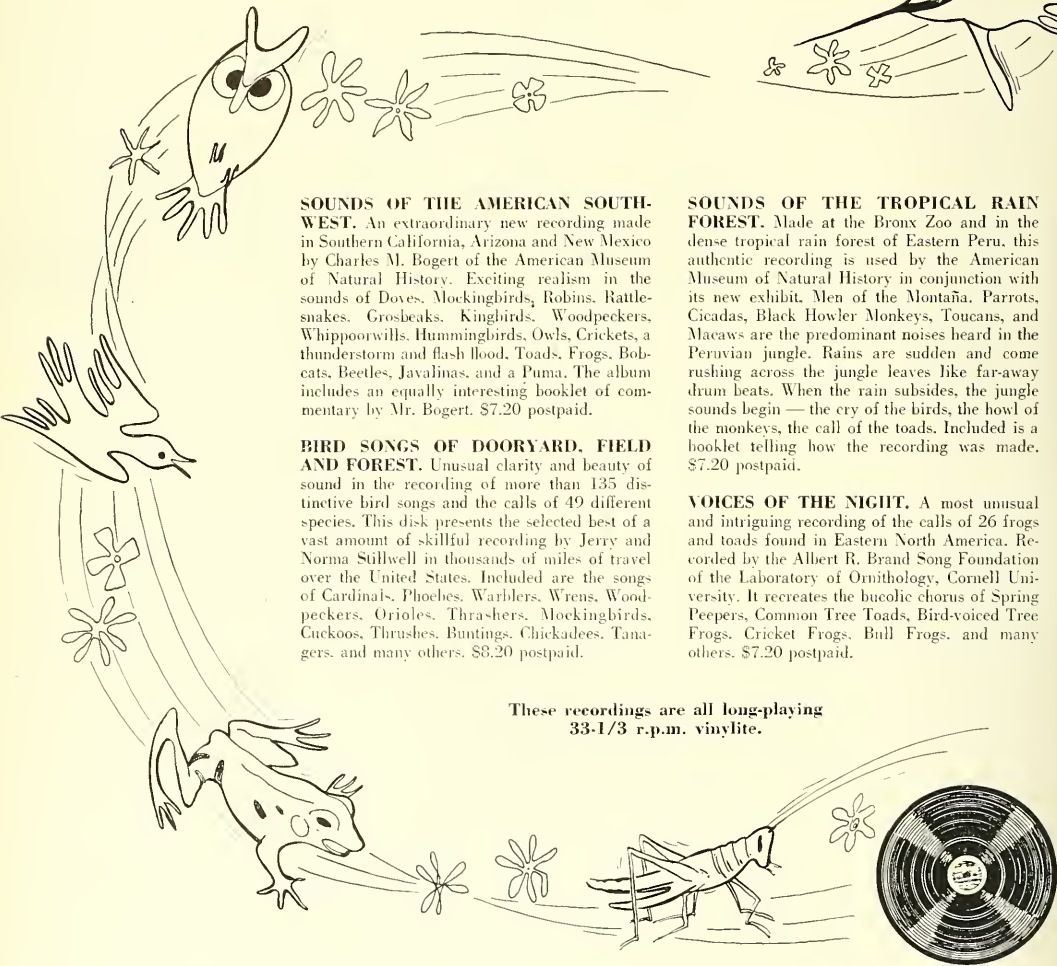 SOUNDS OF THE AMERICAN SOUTH-
WEST. An extraordinary new recording made
in Southern California, Arizona and New Mexico
by Charles M. Bogert of the American Museum
of Natural History. Exciting realism in the
sounds of Doves, Mockingbirds, Robins, Rattle-
snakes, Grosbeaks, Kingbirds, Woodpeckers,
Whippoorwills, Hummingbirds, Owls, Crickets, a
thunderstorm and flash flood, Toads, Frogs, Bob-
cats, Beetles, Javalinas, and a Puma. The album
includes an equally interesting booklet of com-
mentary by Mr. Bogert. $7.20 postpaid.
BIRD SONGS OF DOORYARD, FIELD
AND FOREST. Unusual clarity and beauty of
sound in the recording of more than 135 dis-
tinctive bird songs and the calls of 49 different
species. This disk presents the selected best of a
vast amount of skillful recording by Jerry and
Norma Stillwell in thousands of miles of travel
over the United States. Included are the songs
of Cardinals, Phoebes, Warblers, Wrens, Wood-
peckers, Orioles, Thrashers, Mockingbirds,
Cuckoos, Thrushes, Buntings, Chickadees, Tana-
gers, and many others. $8.20 postpaid.
SOUNDS OF THE TROPICAL RAIN
FOREST. Made at the Bronx Zoo and in the
dense tropical rain forest of Eastern Peru, this
authentic recording is used by the American
Museum of Natural History in conjunction with
its new exhibit, Men of the Montaña. Parrots,
Cicadas, Black Howler Monkeys, Toucans, and
Macaws are the predominant noises heard in the
Peruvian jungle. Rains are sudden and come
rushing across the jungle leaves like far-away
drum beats. When the rain subsides, the jungle
sounds begin — the cry of the birds, the howl of
the monkeys, the call of the toads. Included is a
booklet telling how the recording was made.
$7.20 postpaid.
VOICES OF THE NIGHT. A most unusual
and intriguing recording of the calls of 26 frogs
and toads found in Eastern North America. Re-
corded by the Albert R. Brand Song Foundation
of the Laboratory of Ornithology, Cornell Uni-
versity. It recreates the bucolic chorus of Spring
Peepers, Common Tree Toads, Bird-voiced Tree
Frogs, Cricket Frogs, Bull Frogs, and many
others. $7.20 postpaid.
These recordings are all long-playing
33-1/3 r.p.m. vinylite.